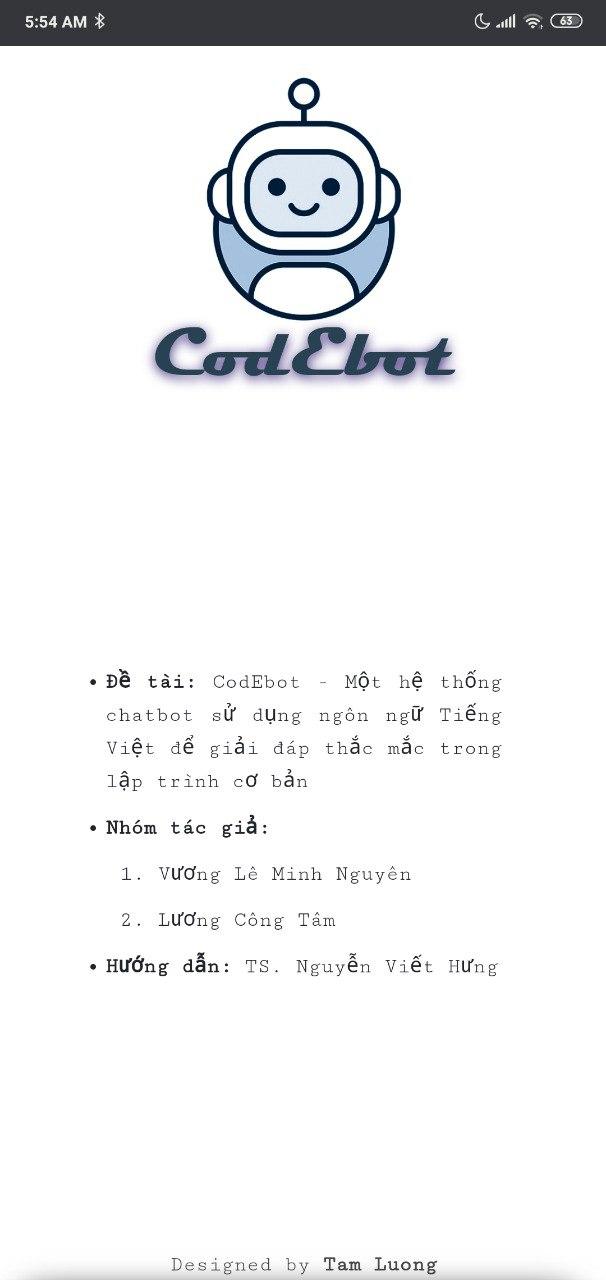 5:54 AM
63
CodEbot
• Đề tài: CodEbot - Một hệ thống
chatbot sử dụng ngôn ngữ Tiếng
Việt để giải đáp thắc mắc trong
lập trình cơ bản
• Nhóm tác giả:
1. Vương Lê Minh Nguyên
2. Lương Công Tâm
• Hướng dẫn: TS. Nguyễn Viết Hưng
Designed by Tam Luong